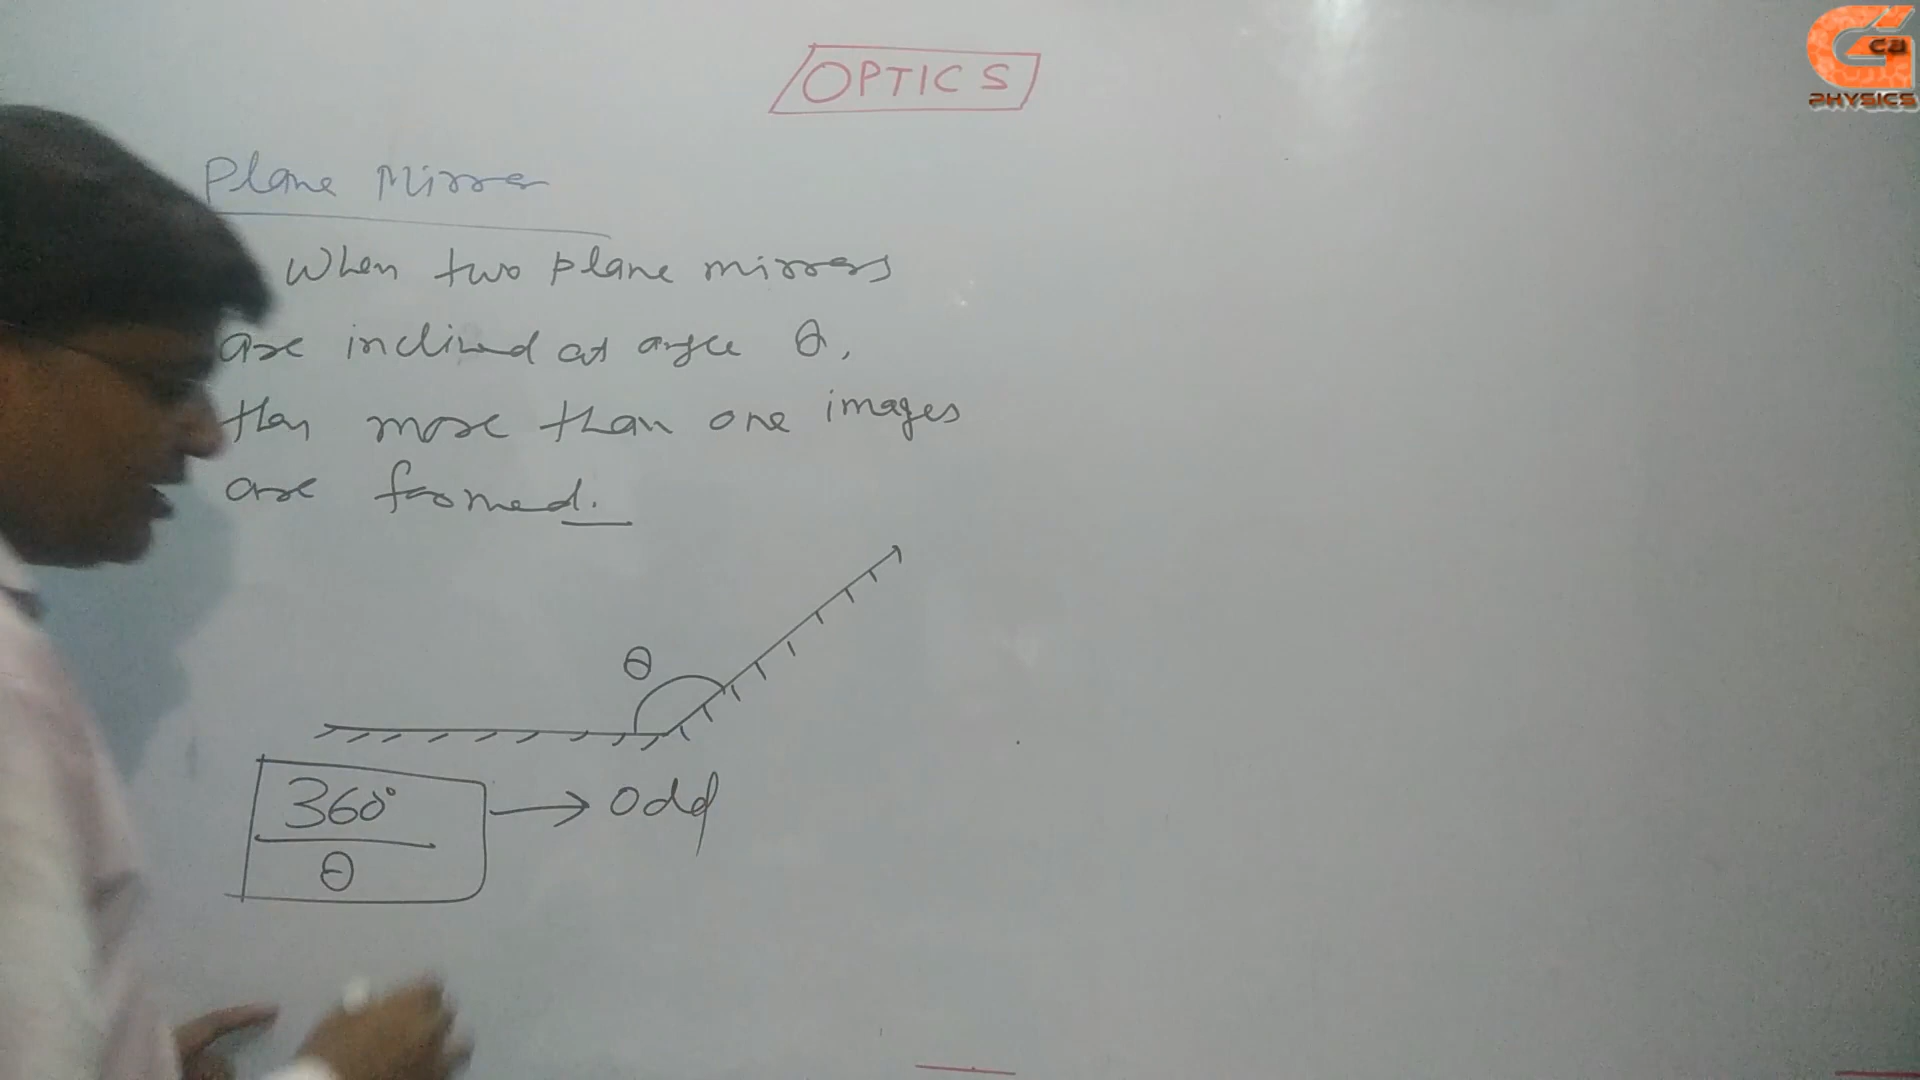 OPTICS
G CBI
PHYSICS
Plane Mirror
When two plane mirrors
are inclined at angle θ,
then more than one images
are formed.
θ
360°
θ
→ Odd